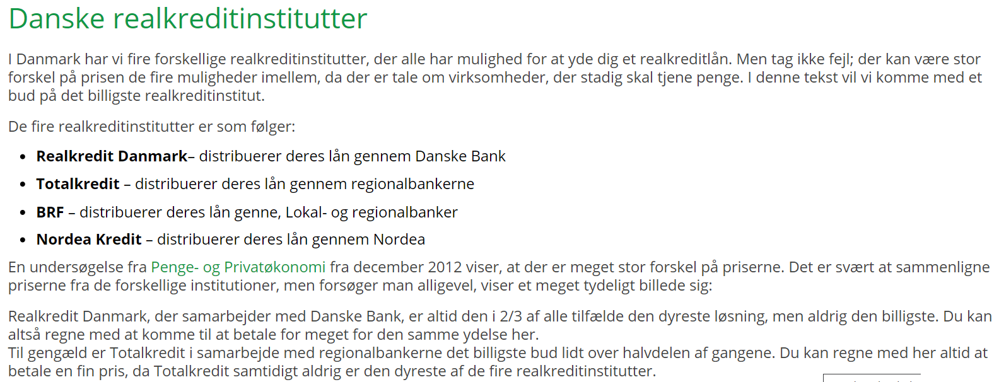 Danske realkreditinstitutter
I Danmark har vi fire forskellige realkreditinstitutter, der alle har mulighed for at yde dig et realkreditlån. Men tag ikke fejl; der kan være stor
forskel på prisen de fire muligheder imellem, da der er tale om virksomheder, der stadig skal tjene penge. I denne tekst vil vi komme med et
bud på det billigste realkreditinstitut.
De fire realkreditinstitutter er som følger:
• Realkredit Danmark– distribuerer deres lån gennem Danske Bank
• Totalkredit – distribuerer deres lån gennem regionalbankerne
• BRF – distribuerer deres lån genne, Lokal- og regionalbanker
• Nordea Kredit – distribuerer deres lån gennem Nordea
En undersøgelse fra Penge- og Privatøkonomi fra december 2012 viser, at der er meget stor forskel på priserne. Det er svært at sammenligne
priserne fra de forskellige institutioner, men forsøger man alligevel, viser et meget tydeligt billede sig:
Realkredit Danmark, der samarbejder med Danske Bank, er altid den i 2/3 af alle tilfælde den dyreste løsning, men aldrig den billigste. Du kan
altså regne med at komme til at betale for meget for den samme ydelse her.
Til gengæld er Totalkredit i samarbejde med regionalbankerne det billigste bud lidt over halvdelen af gangene. Du kan regne med her altid at
betale en fin pris, da Totalkredit samtidigt aldrig er den dyreste af de fire realkreditinstitutter.